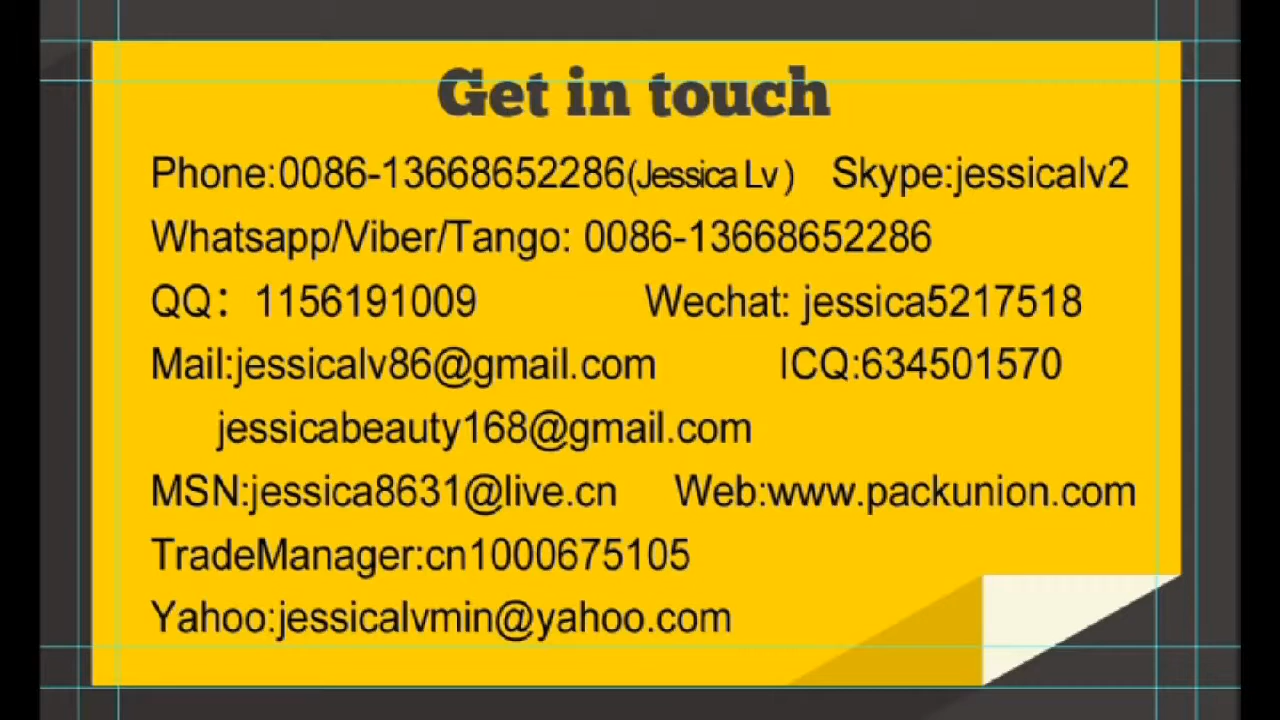 Get in touch
Phone:0086-13668652286(Jessica Lv ) Skype:jessicalv2
Whatsapp/Viber/Tango: 0086-13668652286
QQ： 1156191009 Wechat: jessica5217518
Mail:jessicalv86@gmail.com ICQ:634501570
jessicabeauty168@gmail.com
MSN:jessica8631@live.cn Web:www.packunion.com
TradeManager:cn1000675105
Yahoo:jessicalvmin@yahoo.com